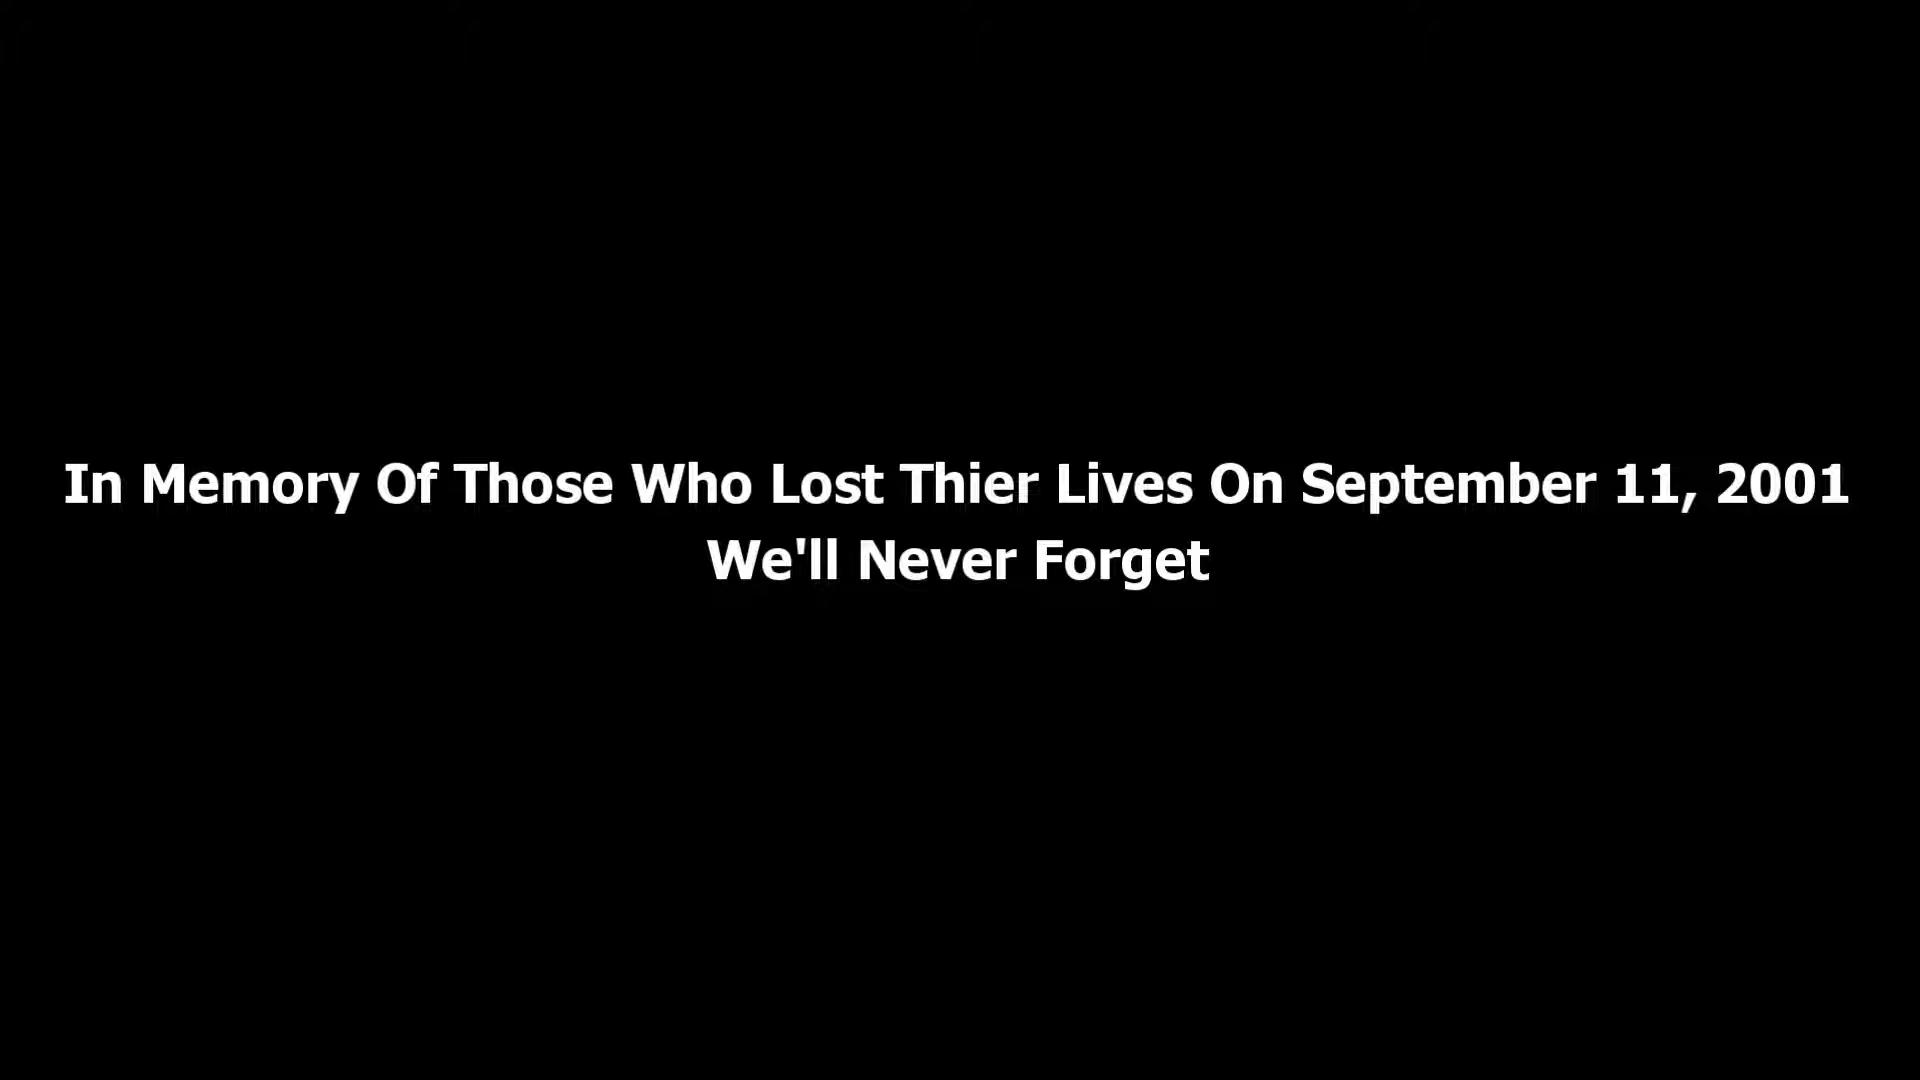 In Memory Of Those Who Lost Thier Lives On September 11, 2001
We'll Never Forget